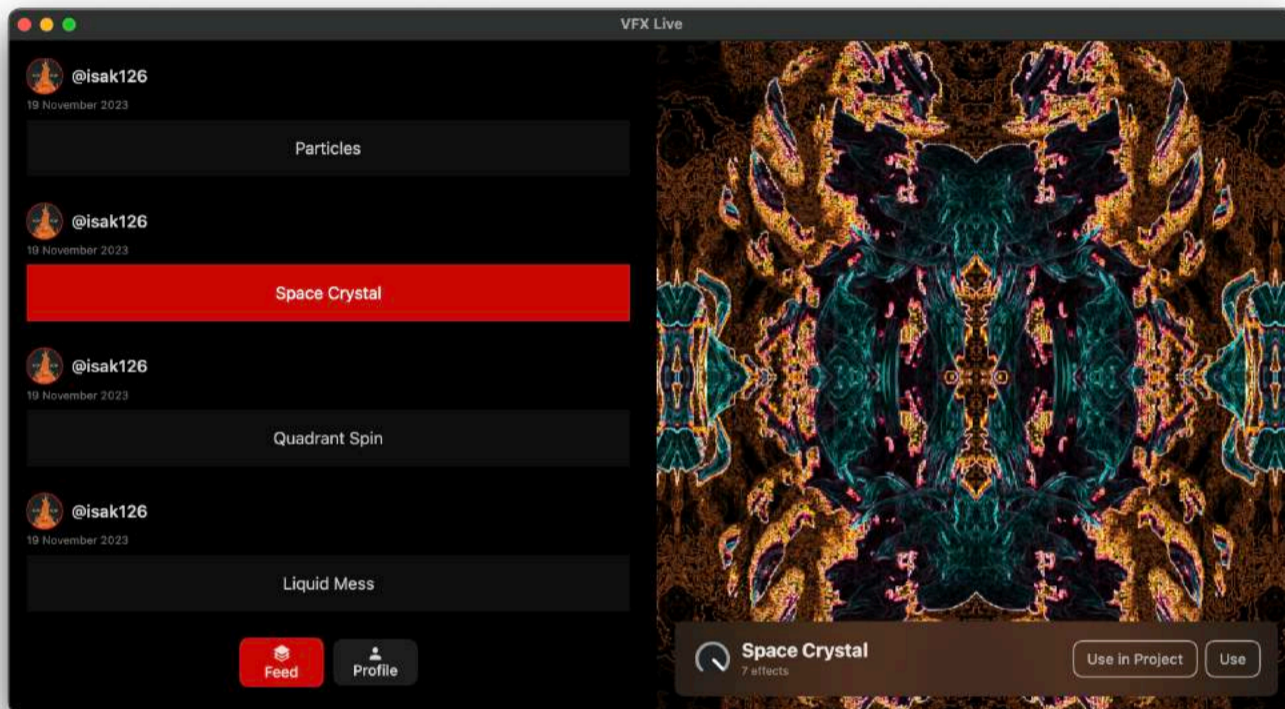 VFX Live
@isak126
19 November 2023
Particles
@isak126
19 November 2023
Space Crystal
@isak126
19 November 2023
Quadrant Spin
@isak126
19 November 2023
Liquid Mess
Feed
Profile
Space Crystal
7 effects
Use in Project
Use